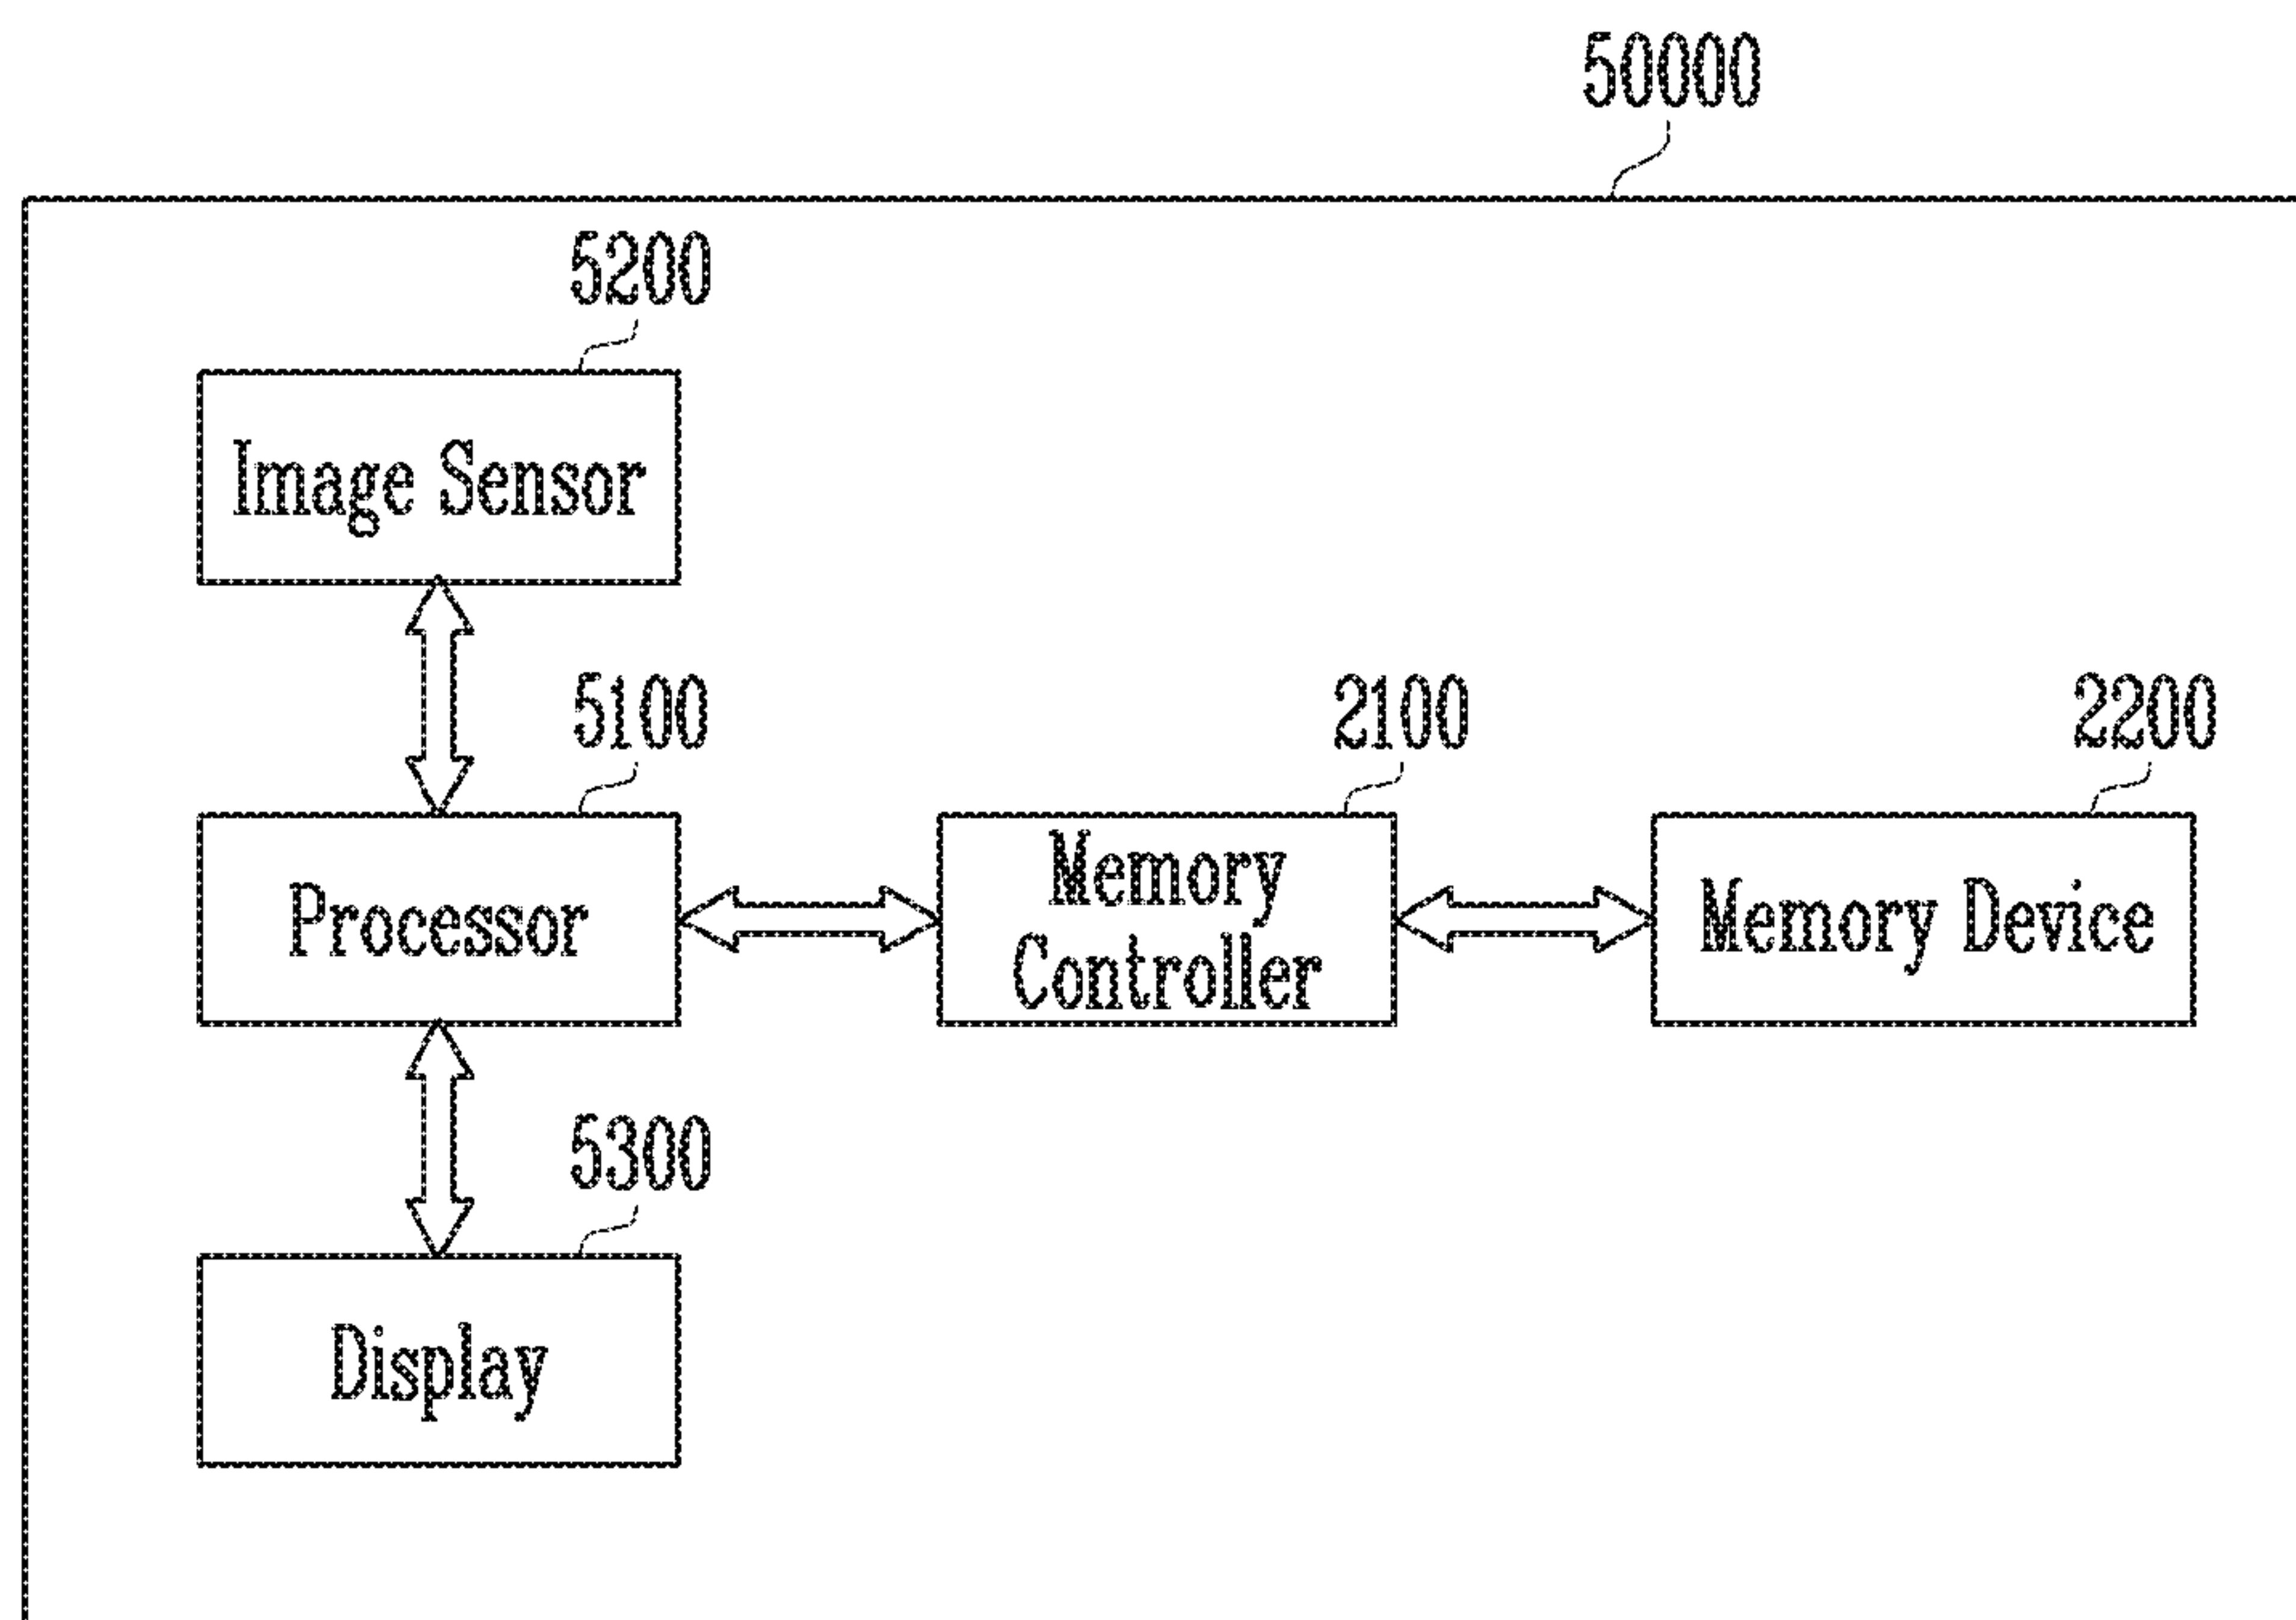 50000
5200
Image Sensor
5100
2100
2200
Processor
Memory
Controller
Memory Device
5300
Display